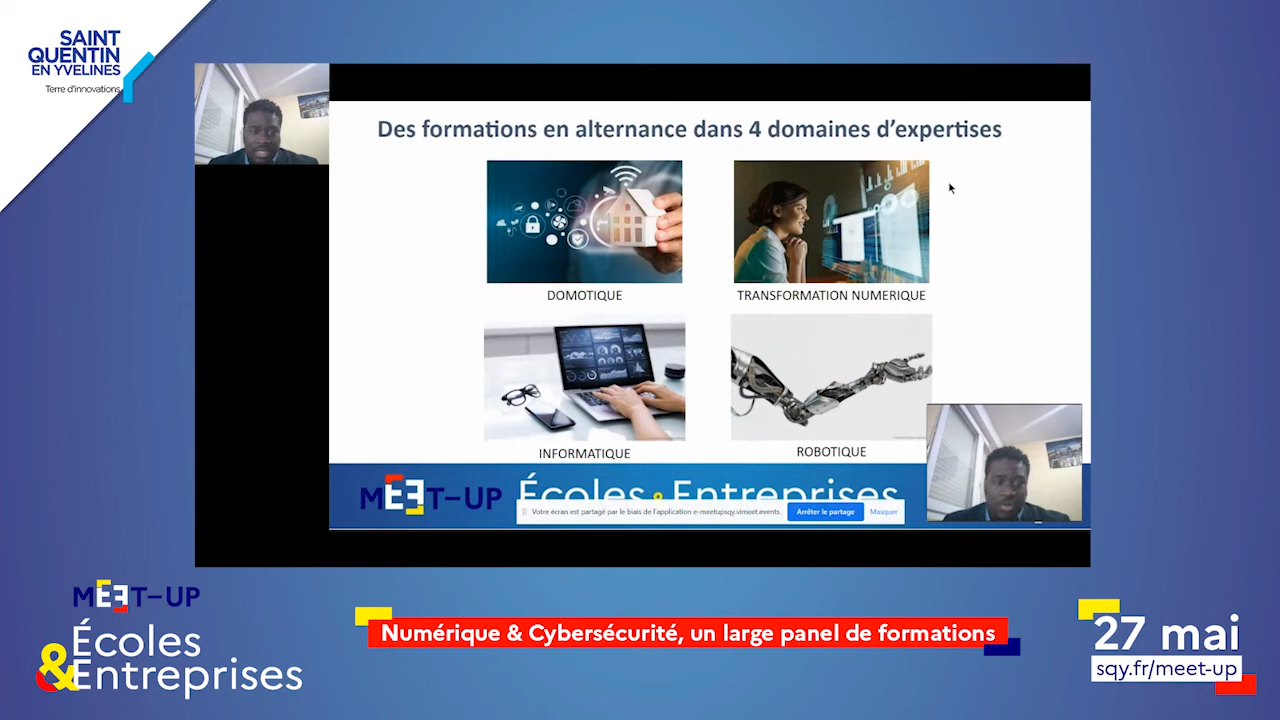 SAINT
QUENTIN
EN YVELINES
Terre d'innovations
Des formations en alternance dans 4 domaines d'expertises
DOMOTIQUE
TRANSFORMATION NUMERIQUE
INFORMATIQUE
ROBOTIQUE
MEET-UP
Écoles & Entreprises
Votre écran est partagé par le biais de l'application e-meetupsqy.vimeet.events.
Arrêter le partage
Masquer
MEET-UP
Écoles
&Entreprises
Numérique & Cybersécurité, un large panel de formations
27 mai
sqy.fr/meet-up